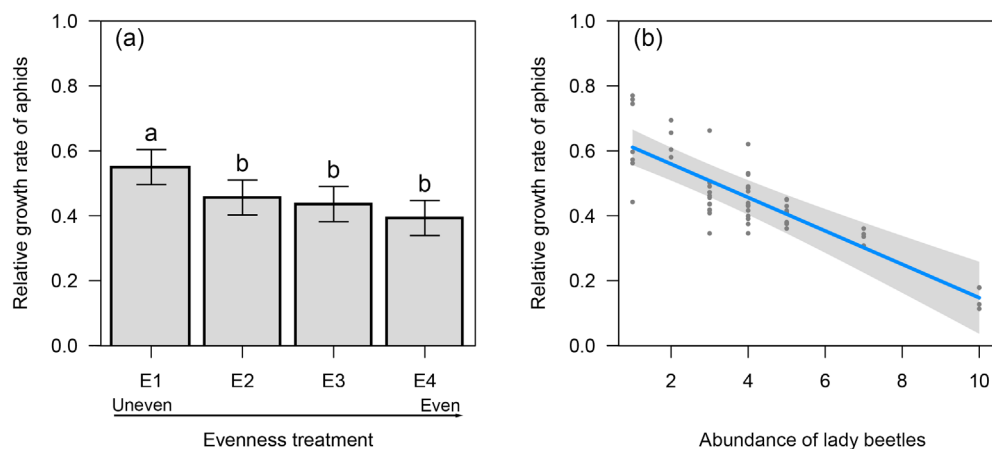 (a)
Relative growth rate of aphids
1.0
0.8
0.6
0.4
0.2
0.0
a
b
b
b
E1 E2 E3 E4
Uneven Even
Evenness treatment
(b)
Relative growth rate of aphids
1.0
0.8
0.6
0.4
0.2
0.0
2 4 6 8 10
Abundance of lady beetles